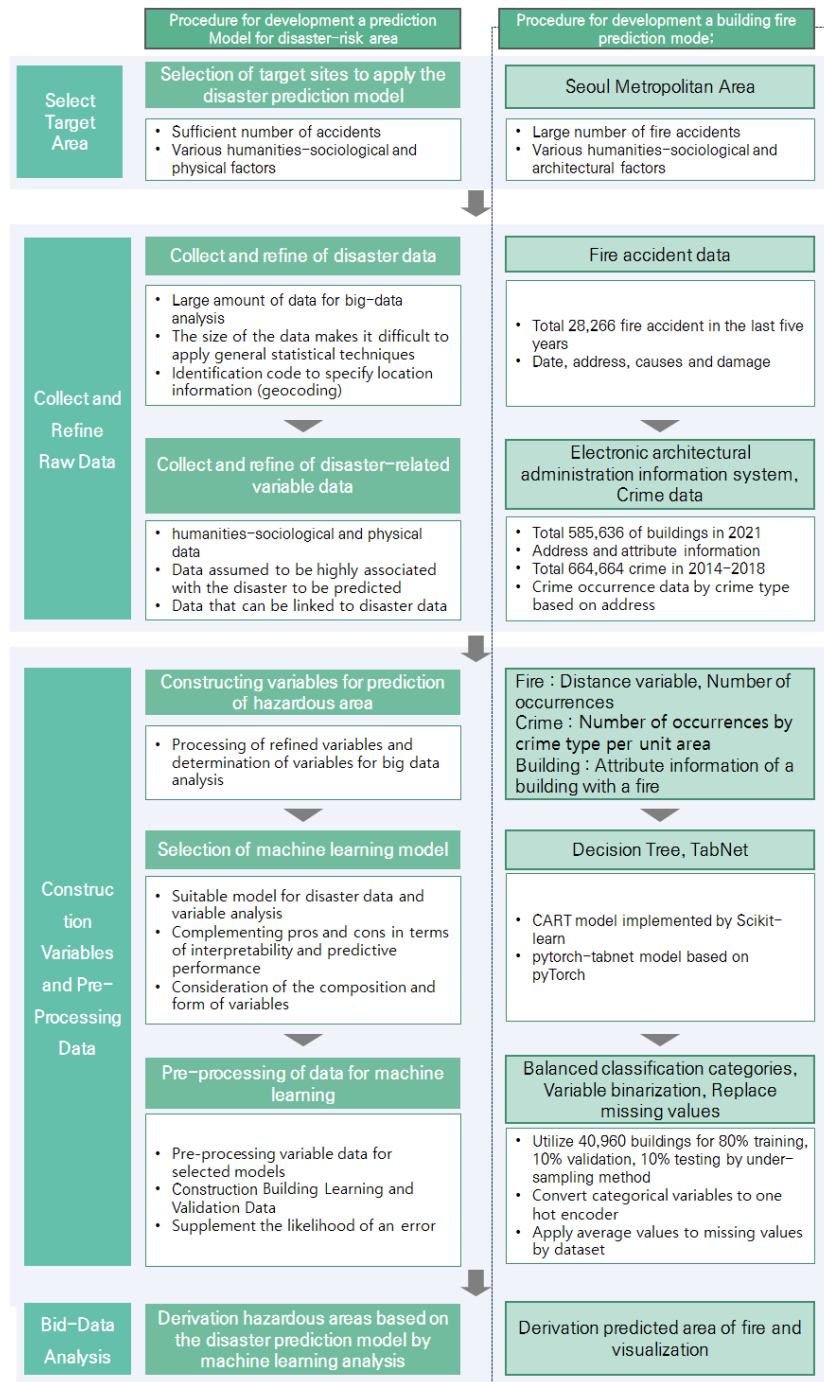 Procedure for development a prediction
Model for disaster-risk area
Procedure for development a building fire
prediction mode;
Select
Target
Area
Selection of target sites to apply the
disaster prediction model
• Sufficient number of accidents
• Various humanities-sociological and
physical factors
Seoul Metropolitan Area
• Large number of fire accidents
• Various humanities-sociological and
architectural factors
Collect and
Refine
Raw Data
Collect and refine of disaster data
• Large amount of data for big-data
analysis
• The size of the data makes it difficult to
apply general statistical techniques
• Identification code to specify location
information (geocoding)
Fire accident data
• Total 28,266 fire accident in the last five
years
• Date, address, causes and damage
Collect and refine of disaster-related
variable data
• humanities-sociological and physical
data
• Data assumed to be highly associated
with the disaster to be predicted
• Data that can be linked to disaster data
Electronic architectural
administration information system,
Crime data
• Total 585,636 of buildings in 2021
• Address and attribute information
• Total 664,664 crime in 2014-2018
• Crime occurrence data by crime type
based on address
Construc
tion
Variables
and Pre-
Processing
Data
Constructing variables for prediction
of hazardous area
• Processing of refined variables and
determination of variables for big data
analysis
Fire : Distance variable, Number of
occurrences
Crime : Number of occurrences by
crime type per unit area
Building : Attribute information of a
building with a fire
Selection of machine learning model
• Suitable model for disaster data and
variable analysis
• Complementing pros and cons in terms
of interpretability and predictive
performance
• Consideration of the composition and
form of variables
Decision Tree, TabNet
• CART model implemented by Scikit-
learn
• pytorch-tabnet model based on
pyTorch
Pre-processing of data for machine
learning
• Pre-processing variable data for
selected models
• Construction Building Learning and
Validation Data
• Supplement the likelihood of an error
Balanced classification categories,
Variable binarization, Replace
missing values
• Utilize 40,960 buildings for 80% training,
10% validation, 10% testing by under-
sampling method
• Convert categorical variables to one
hot encoder
• Apply average values to missing values
by dataset
Bid-Data
Analysis
Derivation hazardous areas based on
the disaster prediction model by
machine learning analysis
Derivation predicted area of fire and
visualization